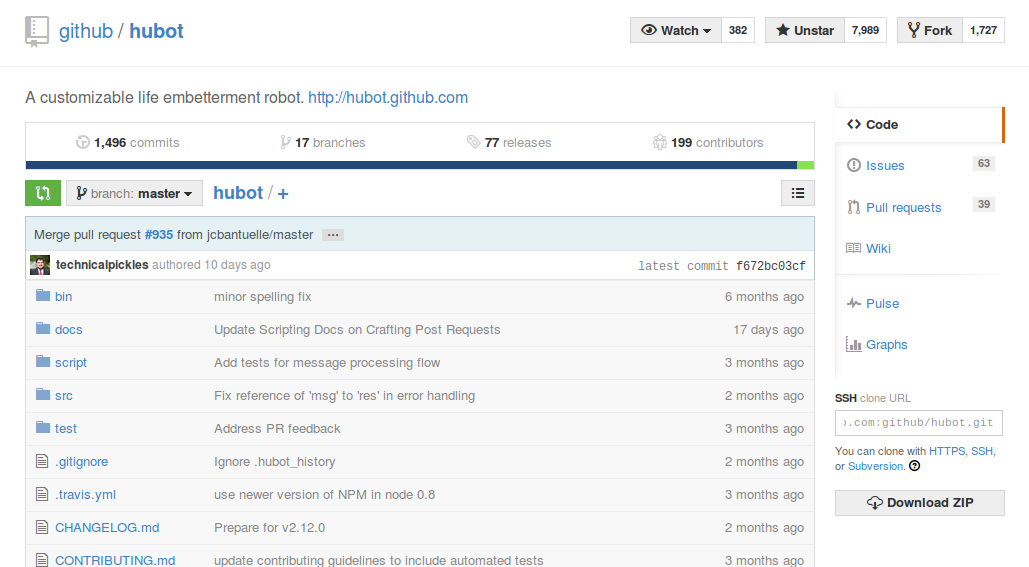 github / hubot
Watch 382 Unstar 7,989 Fork 1,727
A customizable life embetterment robot. http://hubot.github.com
1,496 commits 17 branches 77 releases 199 contributors
branch: master hubot / +
Merge pull request #935 from jcbantuelle/master ...
technicalpickles authored 10 days ago latest commit f672bc03cf
bin minor spelling fix 6 months ago
docs Update Scripting Docs on Crafting Post Requests 17 days ago
script Add tests for message processing flow 3 months ago
src Fix reference of 'msg' to 'res' in error handling 2 months ago
test Address PR feedback 3 months ago
.gitignore Ignore .hubot_history 2 months ago
.travis.yml use newer version of NPM in node 0.8 3 months ago
CHANGELOG.md Prepare for v2.12.0 2 months ago
CONTRIBUTING.md update contributing guidelines to include automated tests 3 months ago
Code
Issues 63
Pull requests 39
Wiki
Pulse
Graphs
SSH clone URL
.com:github/hubot.git
You can clone with HTTPS, SSH,
or Subversion. ?
Download ZIP